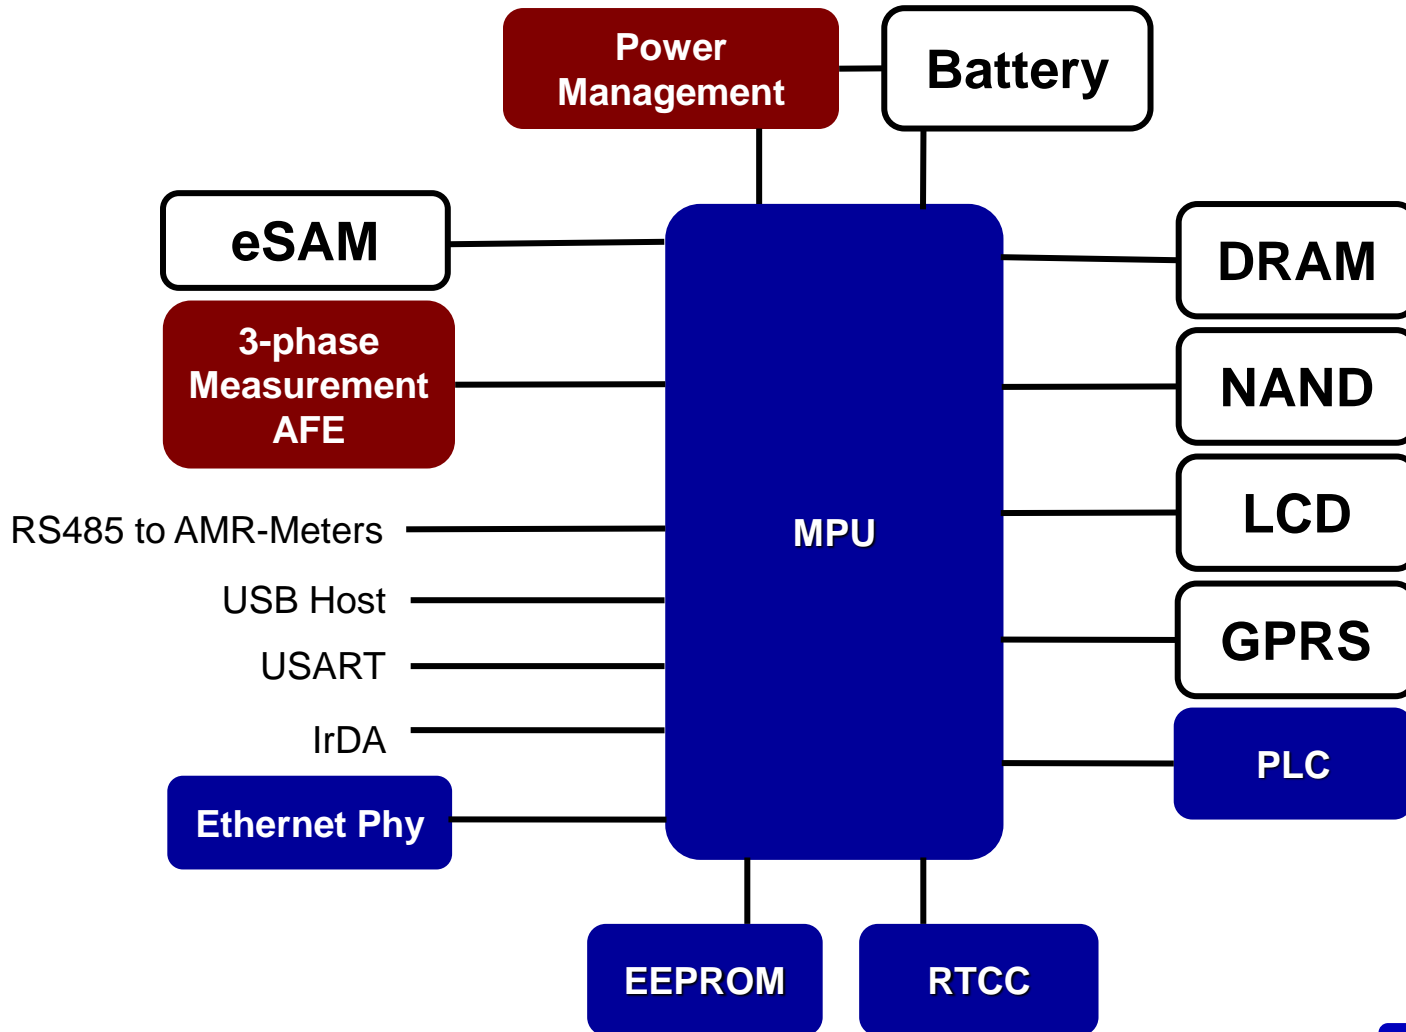 Power
Management
Battery
eSAM
DRAM
3-phase
Measurement
AFE
NAND
RS485 to AMR-Meters
MPU
LCD
USB Host
GPRS
USART
IrDA
PLC
Ethernet Phy
EEPROM
RTCC